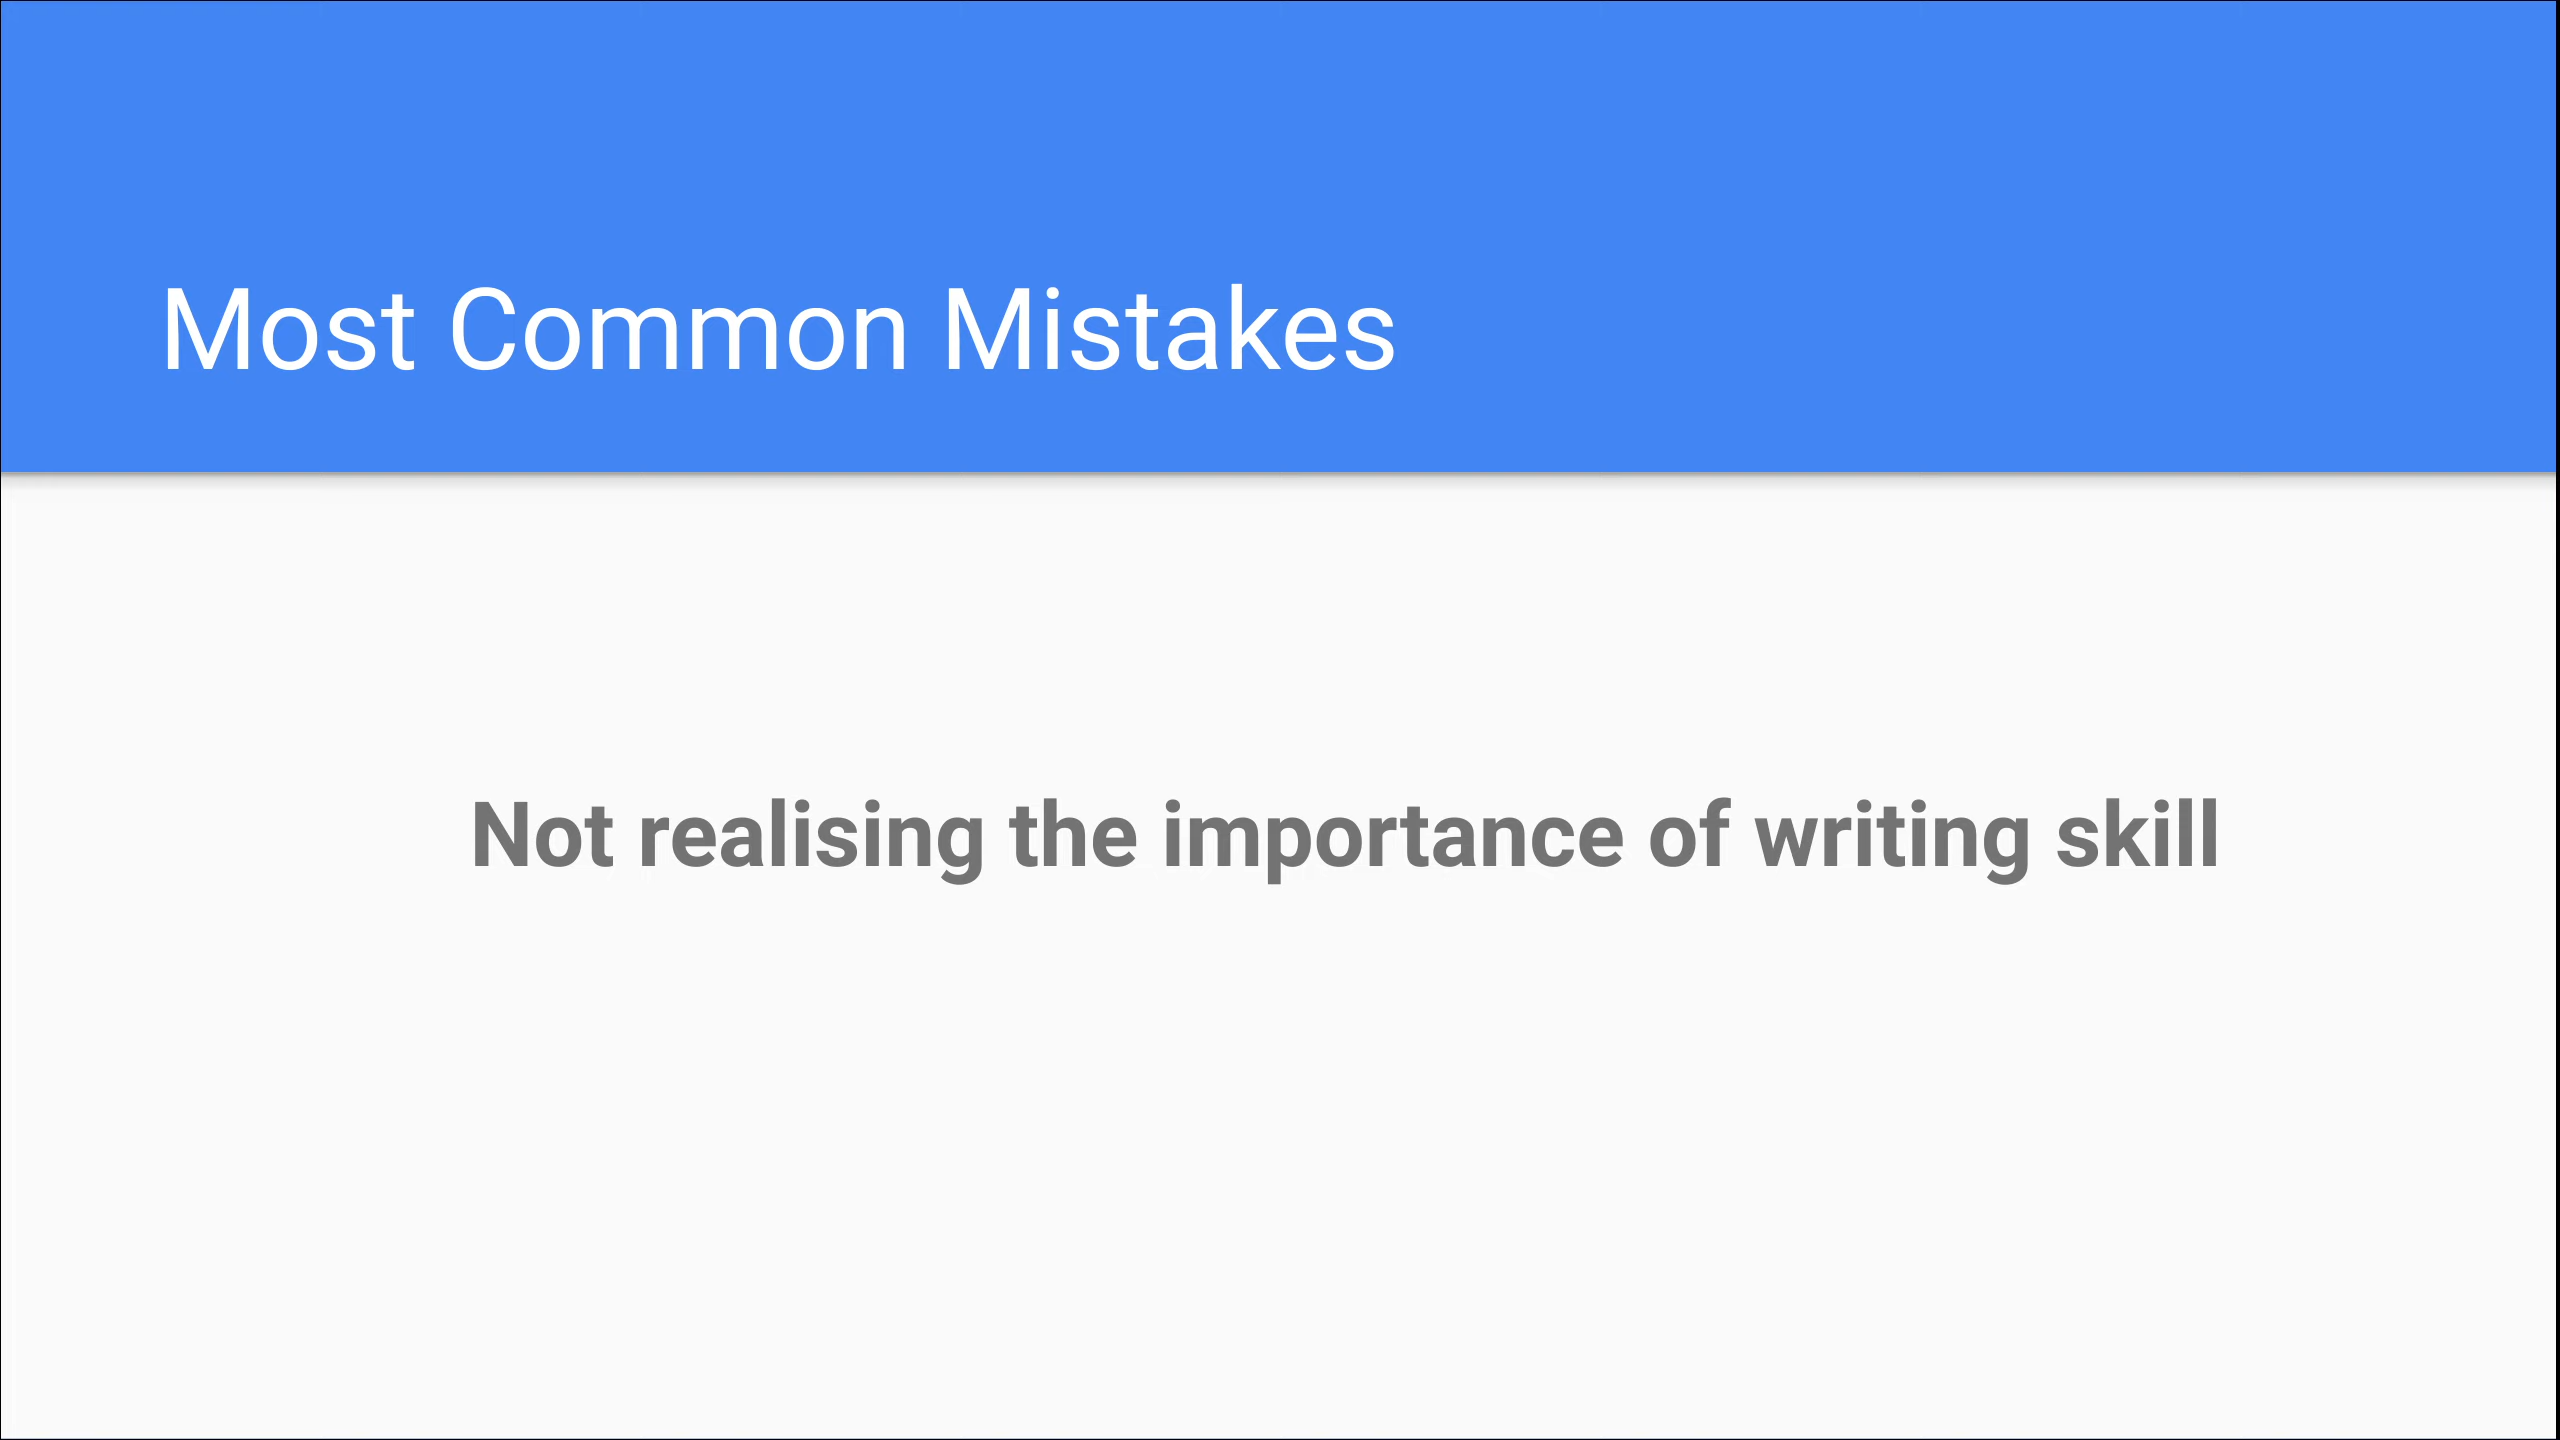 Most Common Mistakes
Not realising the importance of writing skill